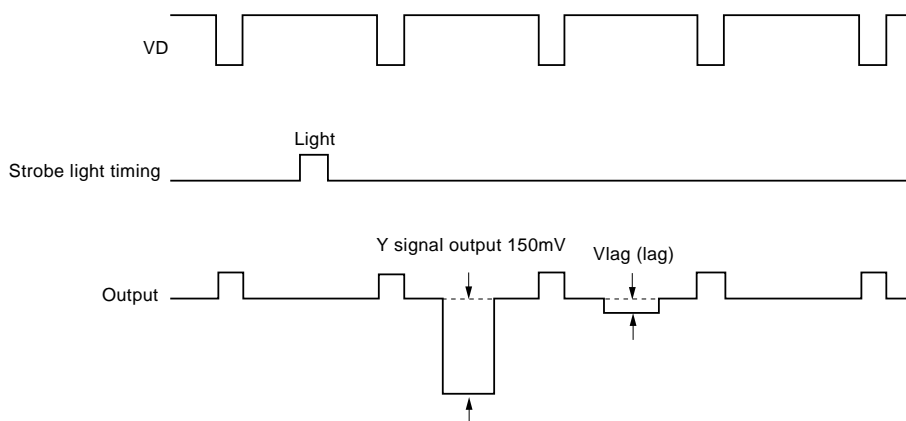 VD
Light
Strobe light timing
Y signal output 150mV
Vlag (lag)
Output